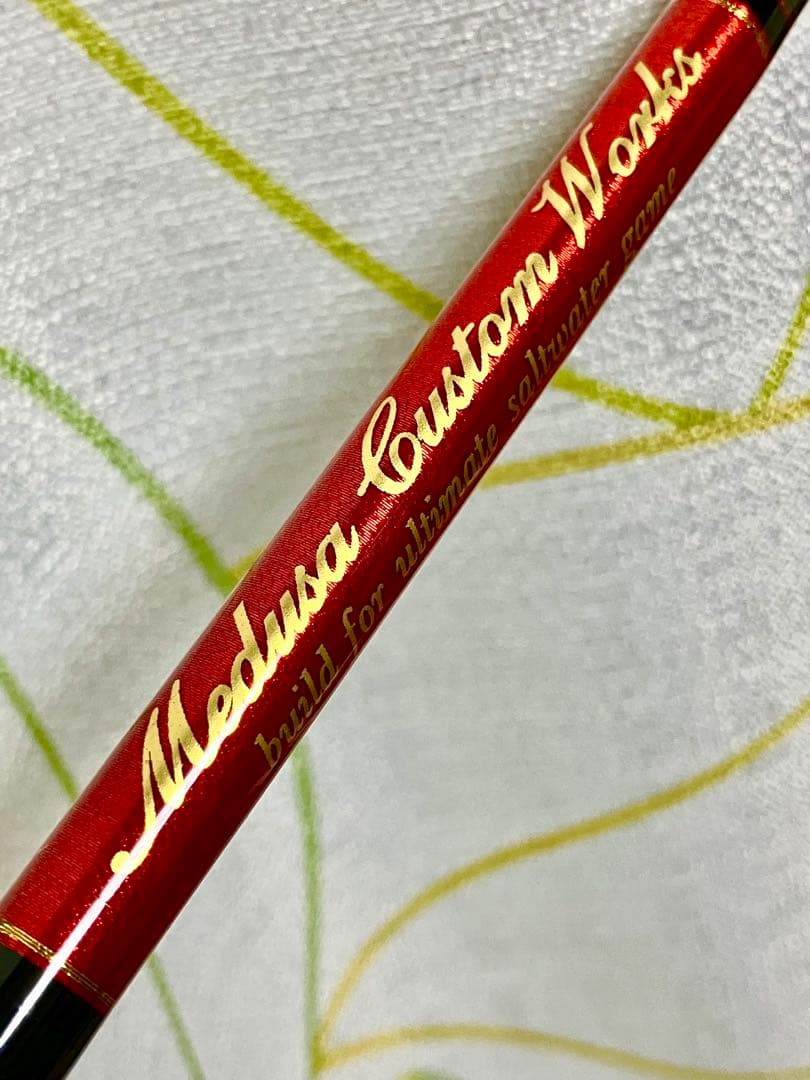 Medusa Custom Works
build for ultimate saltwater game